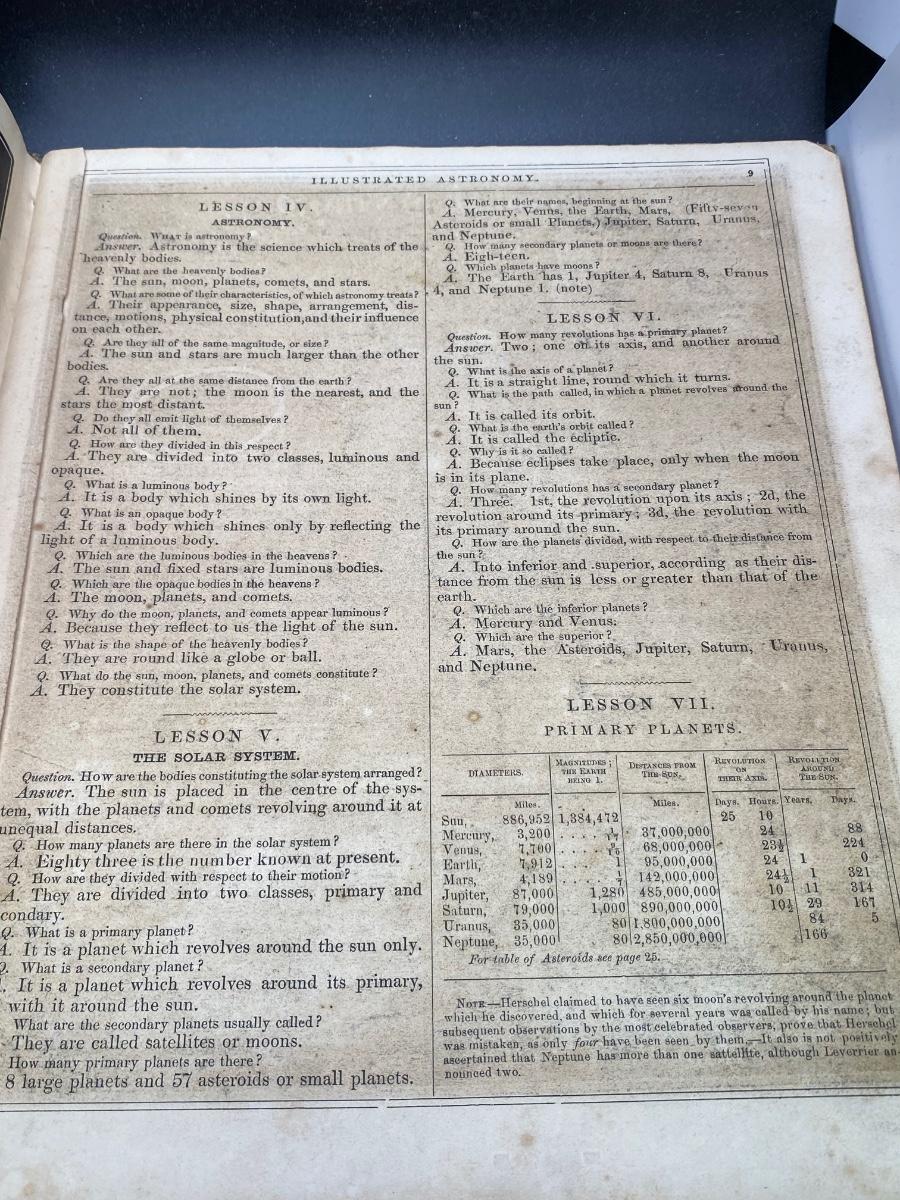 ILLUSTRATED ASTRONOMY.
9
LESSON IV.
ASTRONOMY.
Question. WHAT is astronomy?
Answer. Astronomy is the science which treats of the
heavenly bodies.
Q. What are the heavenly bodies?
A. The sun, moon, planets, comets, and stars.
Q. What are some of their characteristics, of which astronomy treats?
A. Their appearance, size, shape, arrangement, dis-
tance, motions, physical constitution, and their influence
on each other.
Q. Are they all of the same magnitude, or size?
A. The sun and stars are much larger than the other
bodies.
Q. Are they all at the same distance from the earth?
A. They are not; the moon is the nearest, and the
stars the most distant.
Q. Do they all emit light of themselves?
A. Not all of them.
Q. How are they divided in this respect?
A. They are divided into two classes, luminous and
opaque.
Q. What is a luminous body?
A. It is a body which shines by its own light.
Q. What is an opaque body?
A. It is a body which shines only by reflecting the
light of a luminous body.
Q. Which are the luminous bodies in the heavens?
A. The sun and fixed stars are luminous bodies.
Q. Which are the opaque bodies in the heavens?
A. The moon, planets, and comets.
Q. Why do the moon, planets, and comets appear luminous?
A. Because they reflect to us the light of the sun.
Q. What is the shape of the heavenly bodies?
A. They are round like a globe or ball.
Q. What do the sun, moon, planets, and comets constitute?
A. They constitute the solar system.
LESSON V.
THE SOLAR SYSTEM.
Question. How are the bodies constituting the solar system arranged?
Answer. The sun is placed in the centre of the sys-
tem, with the planets and comets revolving around it at
unequal distances.
Q. How many planets are there in the solar system?
A. Eighty three is the number known at present.
Q. How are they divided with respect to their motion?
A. They are divided into two classes, primary and
condary.
Q. What is a primary planet?
A. It is a planet which revolves around the sun only.
Q. What is a secondary planet?
. It is a planet which revolves around its primary,
with it around the sun.
What are the secondary planets usually called?
They are called satellites or moons.
How many primary planets are there?
8 large planets and 57 asteroids or small planets.
Q. What are their names, beginning at the sun?
A. Mercury, Venus, the Earth, Mars, (Fifty-seven
Asteroids or small Planets,) Jupiter, Saturn, Uranus,
and Neptune.
Q. How many secondary planets or moons are there?
A. Eigh-teen.
Q. Which planets have moons?
A. The Earth has 1, Jupiter 4, Saturn 8, Uranus
4, and Neptune 1. (note)
LESSON VI.
Question. How many revolutions has a primary planet?
Answer. Two; one on its axis, and another around
the sun.
Q. What is the axis of a planet?
A. It is a straight line, round which it turns.
Q. What is the path called, in which a planet revolves around the
sun?
A. It is called its orbit.
Q. What is the earth's orbit called?
A. It is called the ecliptic.
Q. Why is it so called?
A. Because eclipses take place, only when the moon
is in its plane.
Q. How many revolutions has a secondary planet?
A. Three. 1st, the revolution upon its axis; 2d, the
revolution around its primary; 3d, the revolution with
its primary around the sun.
Q. How are the planets divided, with respect to their distance from
the sun?
A. Into inferior and superior, according as their dis-
tance from the sun is less or greater than that of the
earth.
Q. Which are the inferior planets?
A. Mercury and Venus.
Q. Which are the superior?
A. Mars, the Asteroids, Jupiter, Saturn, Uranus,
and Neptune.
LESSON VII.
PRIMARY PLANETS.
DIAMETERS. MAGNITUDES; THE EARTH BEING 1. DISTANCES FROM THE SUN. REVOLUTION ON THEIR AXIS. REVOLUTION AROUND THE SUN.
Miles. Miles. Days. Hours. Years. Days.
Sun, 886,952 1,384,472 25 10
Mercury, 3,200 .... 37,000,000 24 88
Venus, 7,700 .... 68,000,000 23½ 224
Earth, 7,912 .... 1 95,000,000 24 1 0
Mars, 4,189 .... 1/7 142,000,000 24½ 1 321
Jupiter, 87,000 1,280 485,000,000 10 11 314
Saturn, 79,000 1,000 890,000,000 10½ 29 167
Uranus, 35,000 80 1,800,000,000 84 5
Neptune, 35,000 80 2,850,000,000 166
For table of Asteroids see page 25.
NOTE—Herschel claimed to have seen six moon's revolving around the planet
which he discovered, and which for several years was called by his name; but
subsequent observations by the most celebrated observers, prove that Herschel
was mistaken, as only four have been seen by them.—It also is not positively
ascertained that Neptune has more than one sattellite, although Leverrier an-
nounced two.